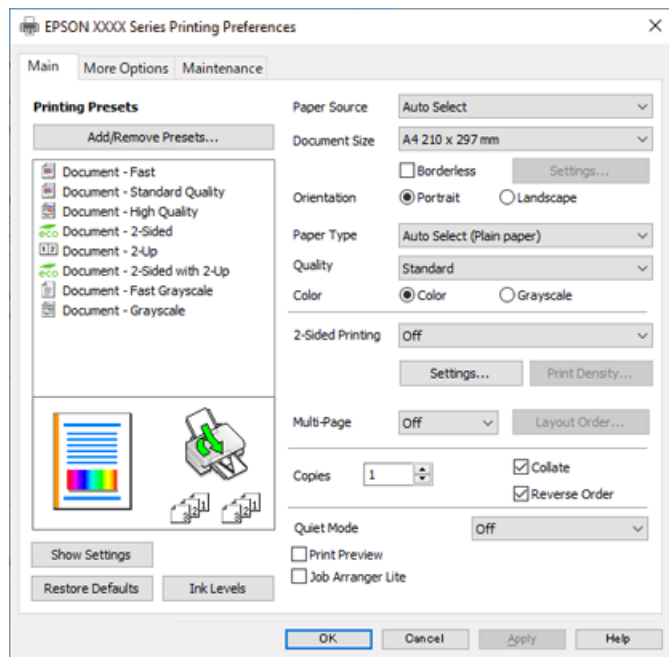 EPSON XXXX Series Printing Preferences
Main
More Options
Maintenance
Printing Presets
Add/Remove Presets...
Document - Fast
Document - Standard Quality
Document - High Quality
Document - 2-Sided
Document - 2-Up
Document - 2-Sided with 2-Up
Document - Fast Grayscale
Document - Grayscale
Show Settings
Restore Defaults
Ink Levels
Paper Source
Auto Select
Document Size
A4 210 x 297 mm
Borderless
Settings...
Orientation
Portrait
Landscape
Paper Type
Auto Select (Plain paper)
Quality
Standard
Color
Color
Grayscale
2-Sided Printing
Off
Settings...
Print Density...
Multi-Page
Off
Layout Order...
Copies
1
Collate
Reverse Order
Quiet Mode
Off
Print Preview
Job Arranger Lite
OK
Cancel
Apply
Help